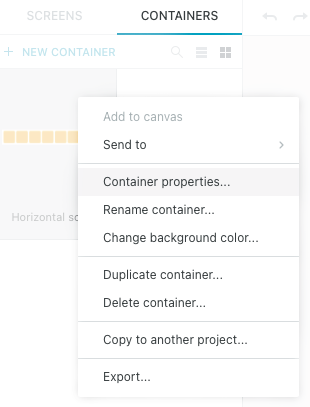 SCREENS
CONTAINERS
+ NEW CONTAINER
Add to canvas
Send to
Container properties...
Horizontal sc
Rename container...
Change background color...
Duplicate container...
Delete container...
Copy to another project...
Export...